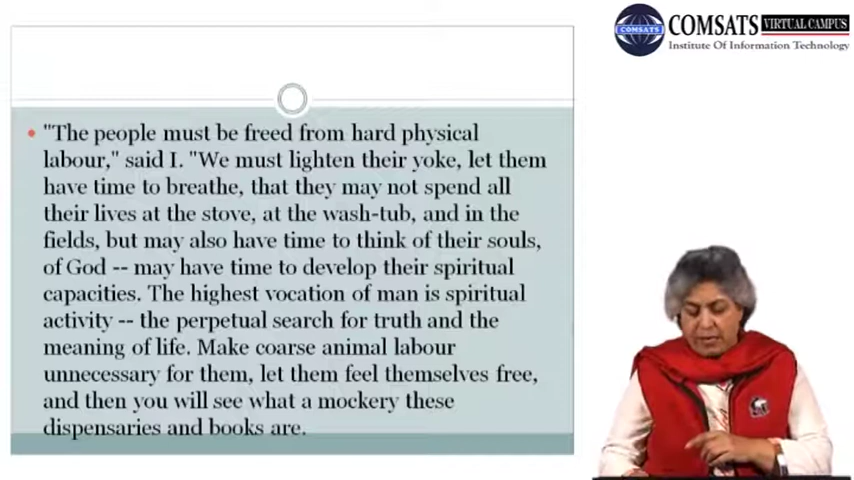 COMSATS VIRTUAL CAMPUS
COMSATS
Institute Of Information Technology
"The people must be freed from hard physical
labour," said I. "We must lighten their yoke, let them
have time to breathe, that they may not spend all
their lives at the stove, at the wash-tub, and in the
fields, but may also have time to think of their souls,
of God -- may have time to develop their spiritual
capacities. The highest vocation of man is spiritual
activity -- the perpetual search for truth and the
meaning of life. Make coarse animal labour
unnecessary for them, let them feel themselves free,
and then you will see what a mockery these
dispensaries and books are.